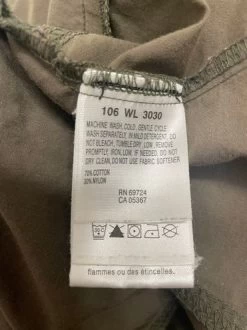 106 WL 3030
MACHINE WASH, COLD, GENTLE CYCLE
WASH SEPARATELY, IN MILD DETERGENT, DO
NOT BLEACH, TUMBLE DRY, LOW, REMOVE
PROMPTLY, IRON, LOW, IF NEEDED, DO NOT
DRY CLEAN, DO NOT USE FABRIC SOFTENER
70% COTTON
30% NYLON
RN 69724
CA 05367
flammes ou des étincelles.